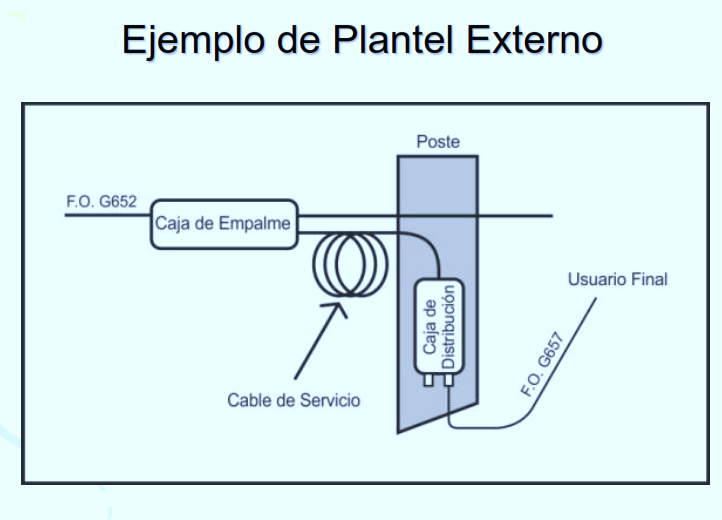 Ejemplo de Plantel Externo
Poste
F.O. G652
Caja de Empalme
Usuario Final
Caja de
Distribución
F.O. G657
Cable de Servicio